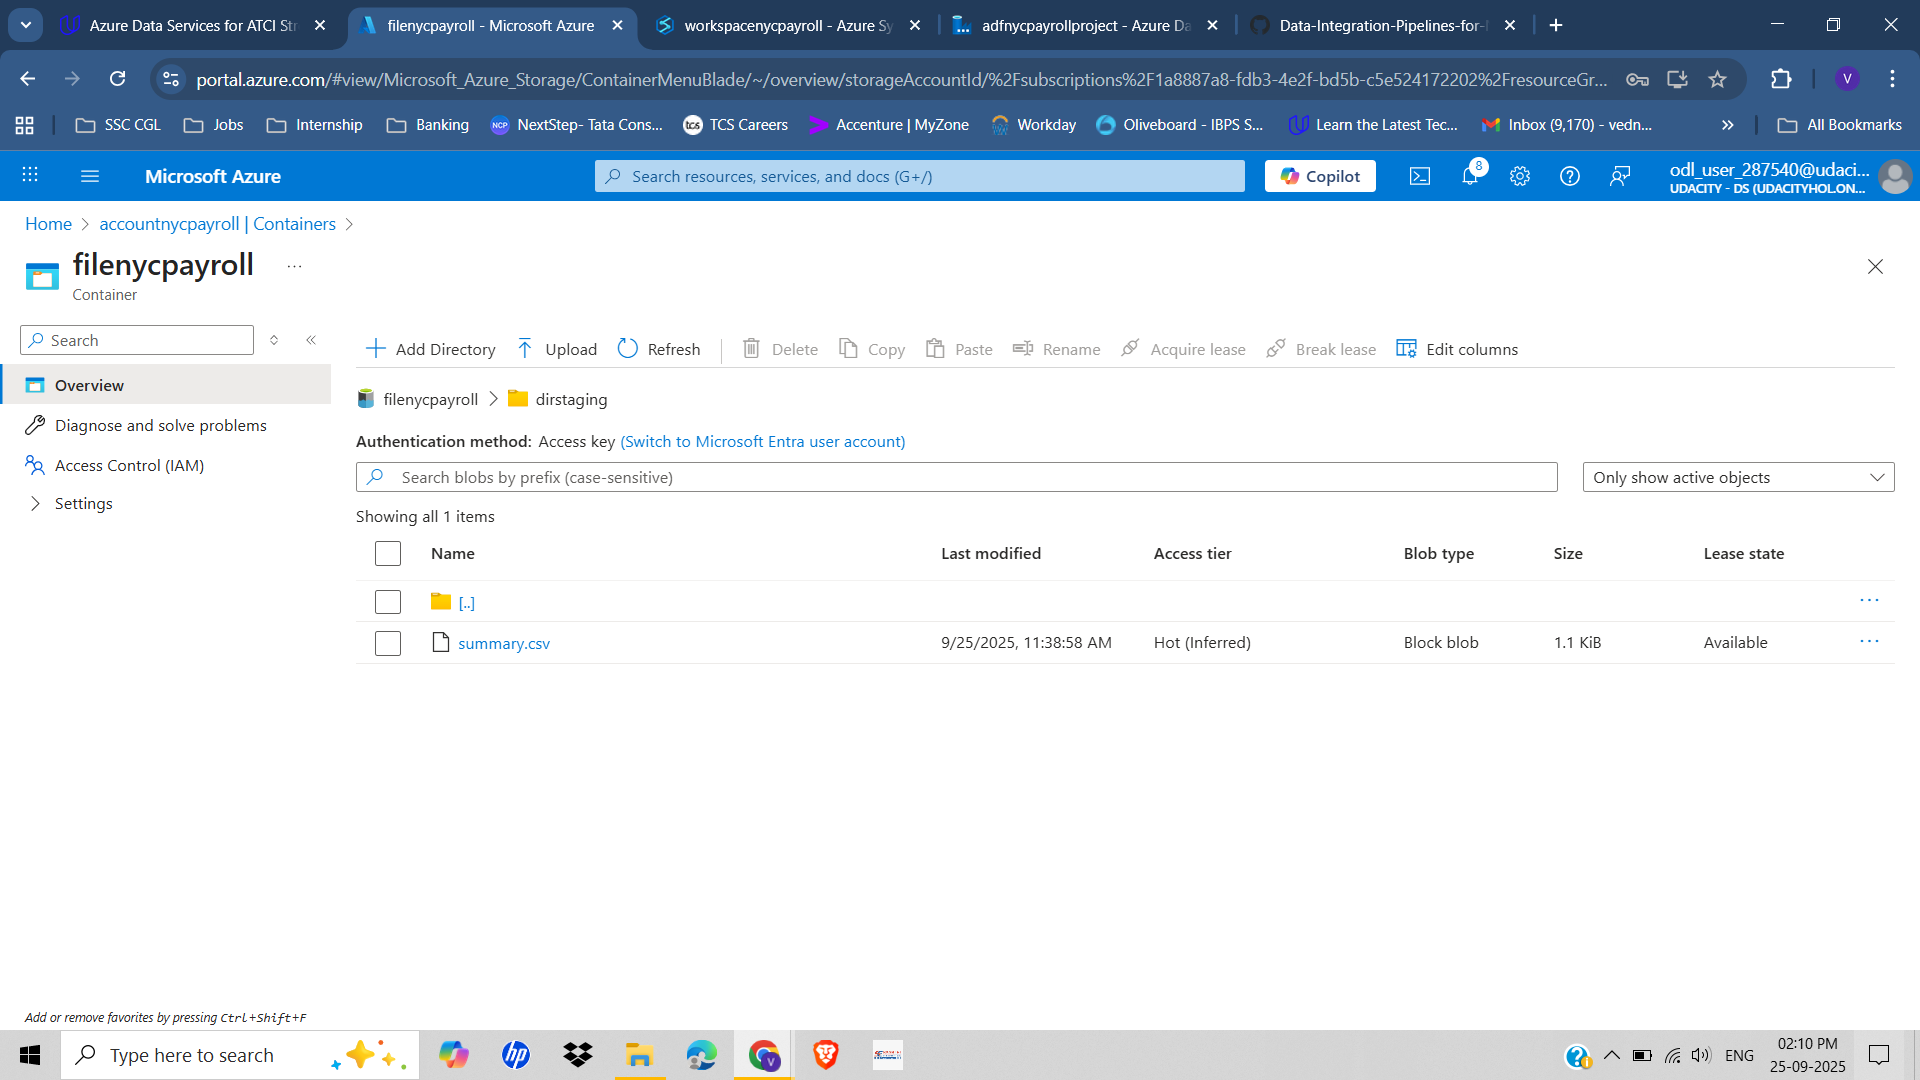 Azure Data Services for ATCI Str
filenycpayroll - Microsoft Azure
workspacenycpayroll - Azure Sy
adfnycpayrollproject - Azure Da
Data-Integration-Pipelines-for-
portal.azure.com/#view/Microsoft_Azure_Storage/ContainerMenuBlade/~/overview/storageAccountId/%2Fsubscriptions%2F1a8887a8-fdb3-4e2f-bd5b-c5e524172202%2FresourceGr...
V
SSC CGL
Jobs
Internship
Banking
NCP
NextStep- Tata Cons...
tcs
TCS Careers
Accenture | MyZone
Workday
Oliveboard - IBPS S...
Learn the Latest Tec...
Inbox (9,170) - vedn...
All Bookmarks
Microsoft Azure
Search resources, services, and docs (G+/)
Copilot
8
odl_user_287540@udaci...
UDACITY - DS (UDACITYHOL.ON...
Home
accountnycpayroll | Containers
filenycpayroll
...
Container
Search
Overview
Diagnose and solve problems
Access Control (IAM)
Settings
Add Directory
Upload
Refresh
Delete
Copy
Paste
Rename
Acquire lease
Break lease
Edit columns
filenycpayroll
dirstaging
Authentication method: Access key (Switch to Microsoft Entra user account)
Search blobs by prefix (case-sensitive)
Only show active objects
Showing all 1 items
Name
Last modified
Access tier
Blob type
Size
Lease state
[..]
...
summary.csv
9/25/2025, 11:38:58 AM
Hot (Inferred)
Block blob
1.1 KiB
Available
...
Add or remove favorites by pressing Ctrl+Shift+F
Type here to search
hp
V
ENG
02:10 PM
25-09-2025